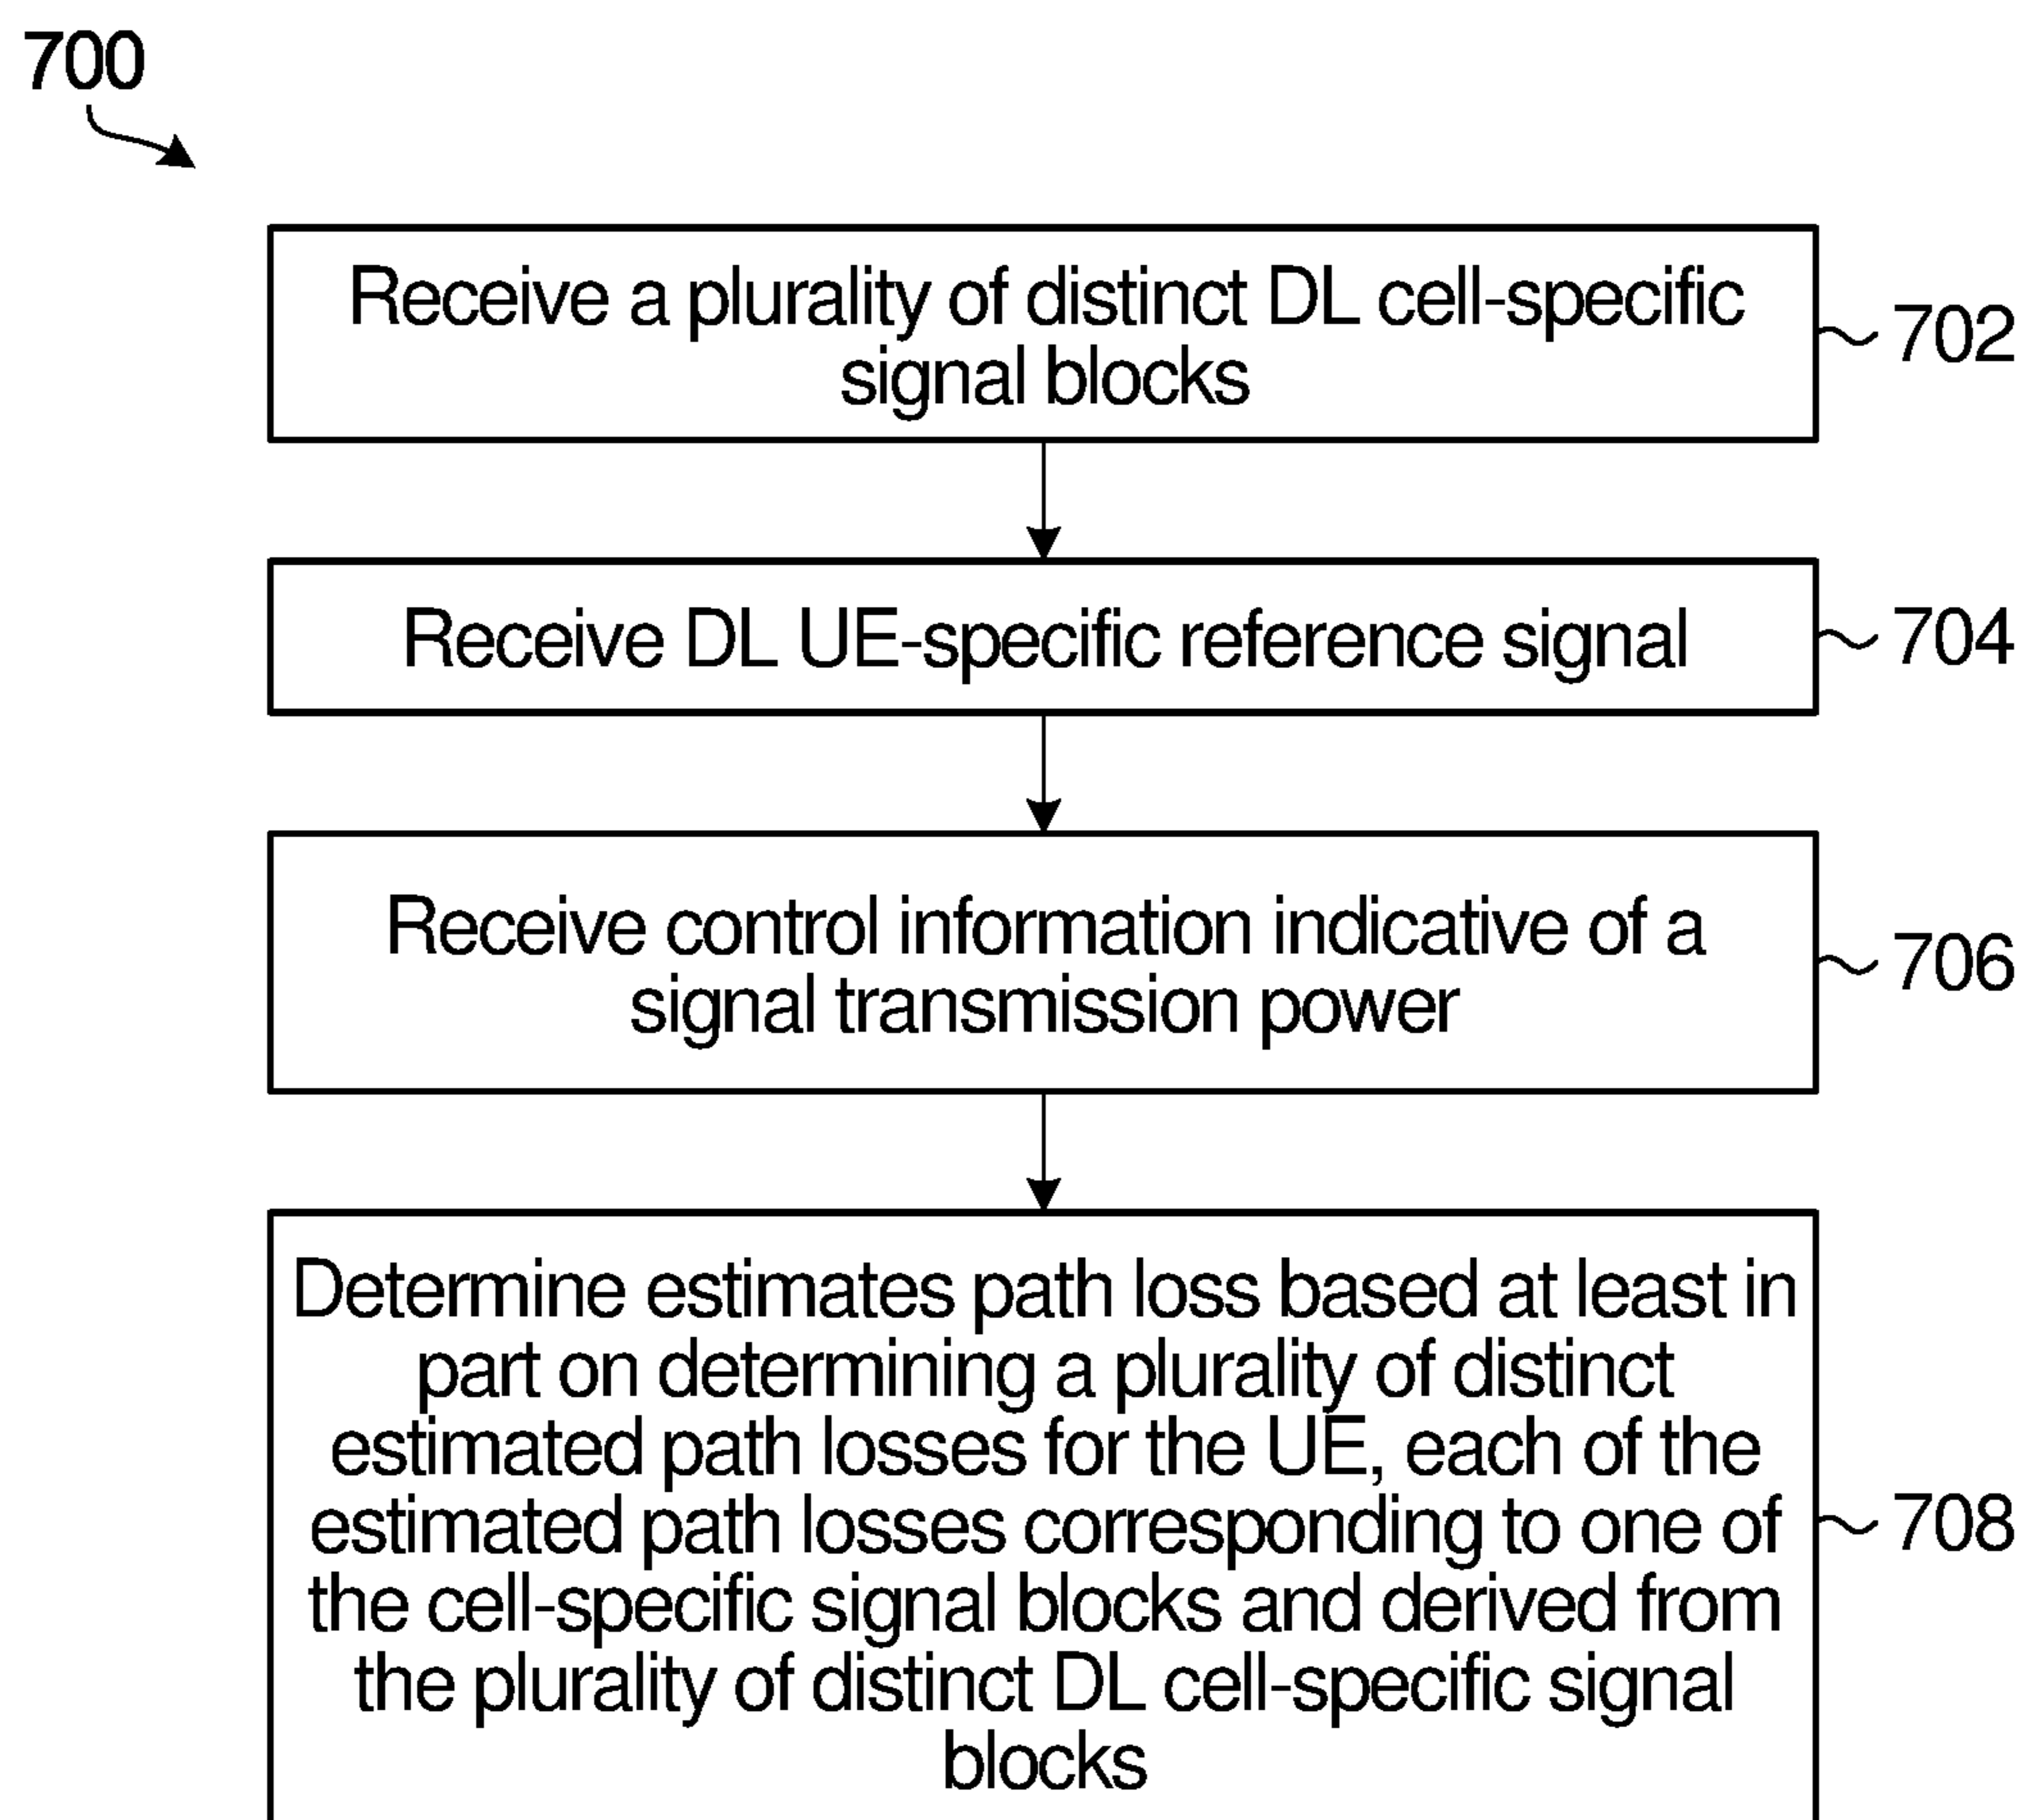 700
Receive a plurality of distinct DL cell-specific
signal blocks
702
Receive DL UE-specific reference signal
704
Receive control information indicative of a
signal transmission power
706
Determine estimates path loss based at least in
part on determining a plurality of distinct
estimated path losses for the UE, each of the
estimated path losses corresponding to one of
the cell-specific signal blocks and derived from
the plurality of distinct DL cell-specific signal
blocks
708